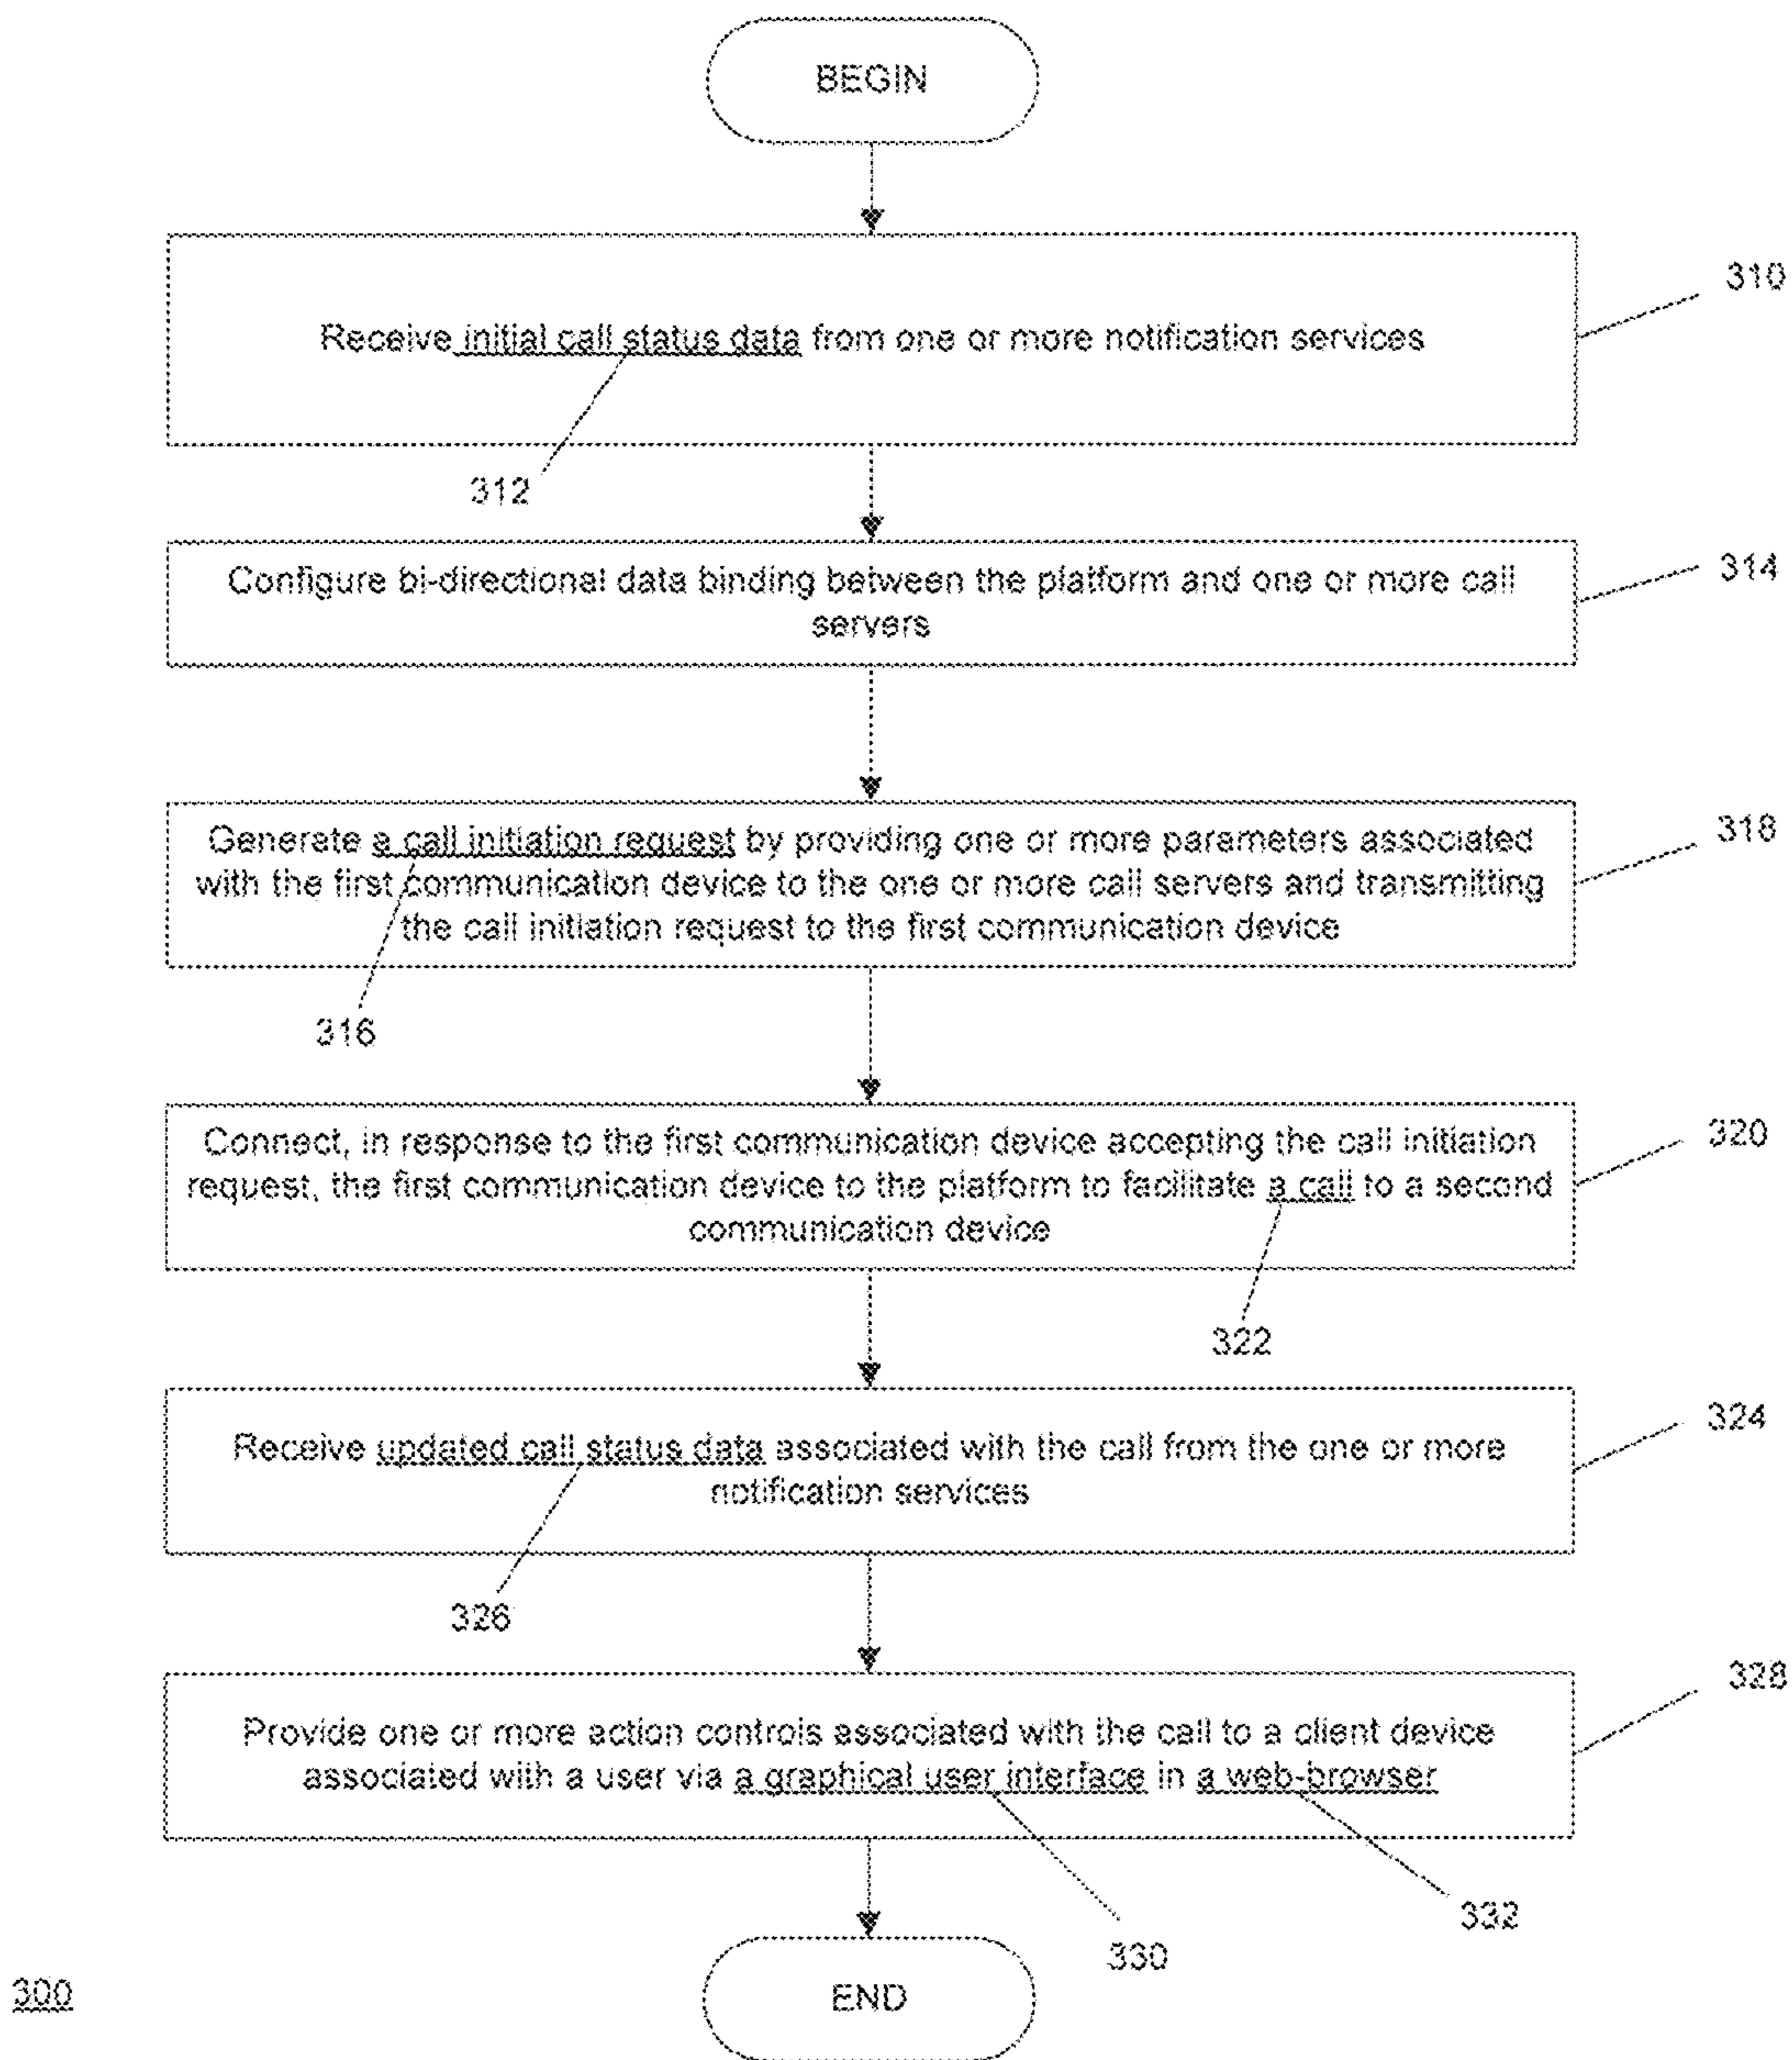 BEGIN
310
Receive initial call status data from one or more notification services
312
314
Configure bi-directional data binding between the platform and one or more call
servers
318
Generate a call initiation request by providing one or more parameters associated
with the first communication device to the one or more call servers and transmitting
the call initiation request to the first communication device
316
320
Connect, in response to the first communication device accepting the call initiation
request, the first communication device to the platform to facilitate a call to a second
communication device
322
324
Receive updated call status data associated with the call from the one or more
notification services
326
328
Provide one or more action controls associated with the call to a client device
associated with a user via a graphical user interface in a web-browser
332
330
300
END